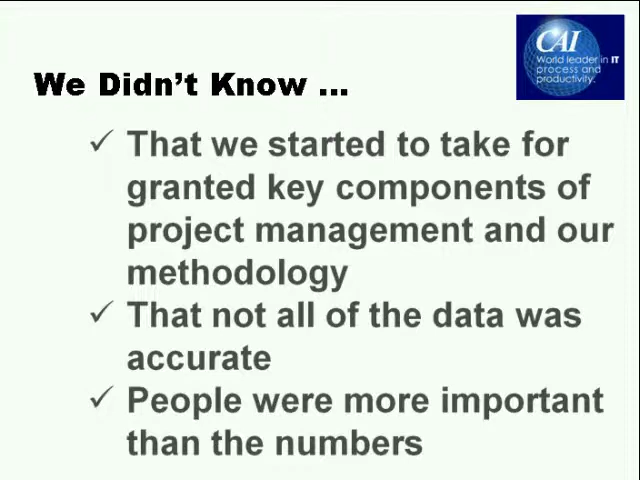 CAI
World leader in IT
process and
productivity.
We Didn't Know ...
✓ That we started to take for
granted key components of
project management and our
methodology
✓ That not all of the data was
accurate
✓ People were more important
than the numbers